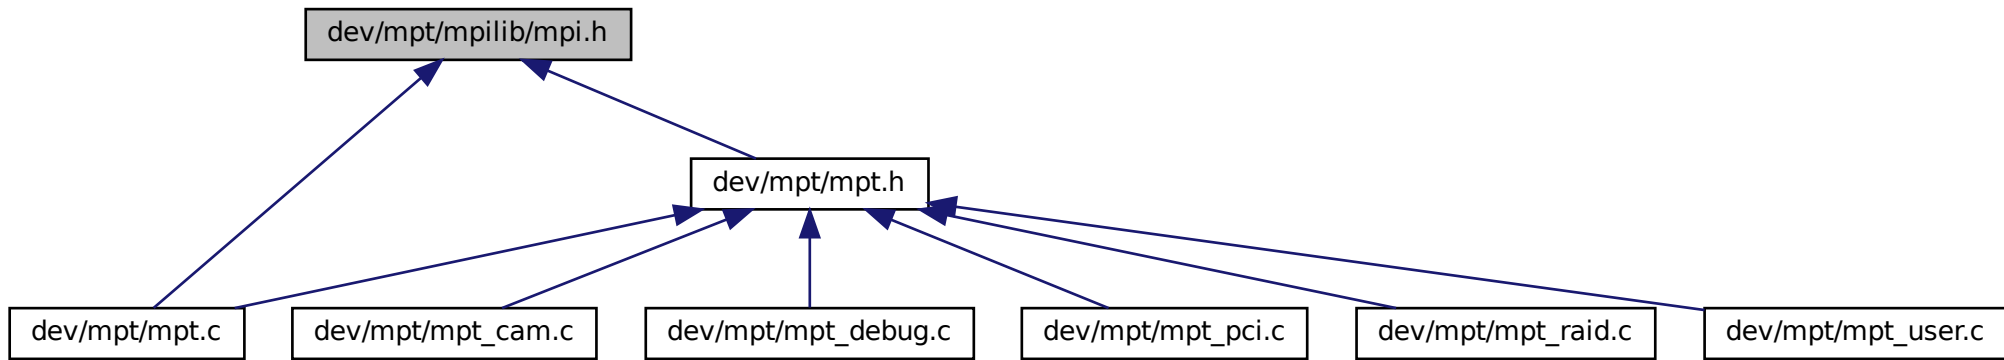 dev/mpt/mpilib/mpi.h
dev/mpt/mpt.h
dev/mpt/mpt.c
dev/mpt/mpt_cam.c
dev/mpt/mpt_debug.c
dev/mpt/mpt_pci.c
dev/mpt/mpt_raid.c
dev/mpt/mpt_user.c